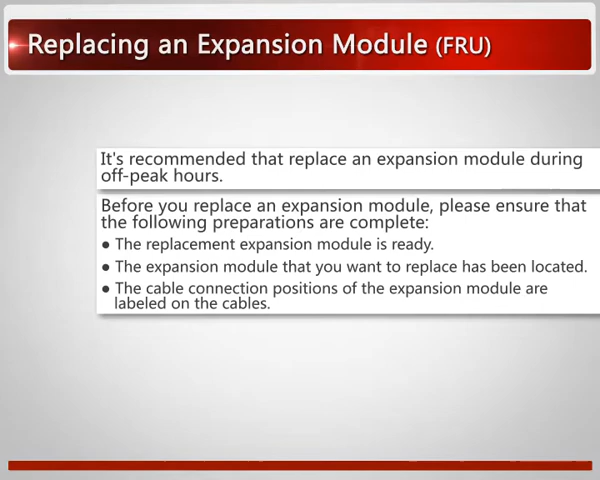 Replacing an Expansion Module (FRU)
It's recommended that replace an expansion module during
off-peak hours.
Before you replace an expansion module, please ensure that
the following preparations are complete:
● The replacement expansion module is ready.
● The expansion module that you want to replace has been located.
● The cable connection positions of the expansion module are
labeled on the cables.